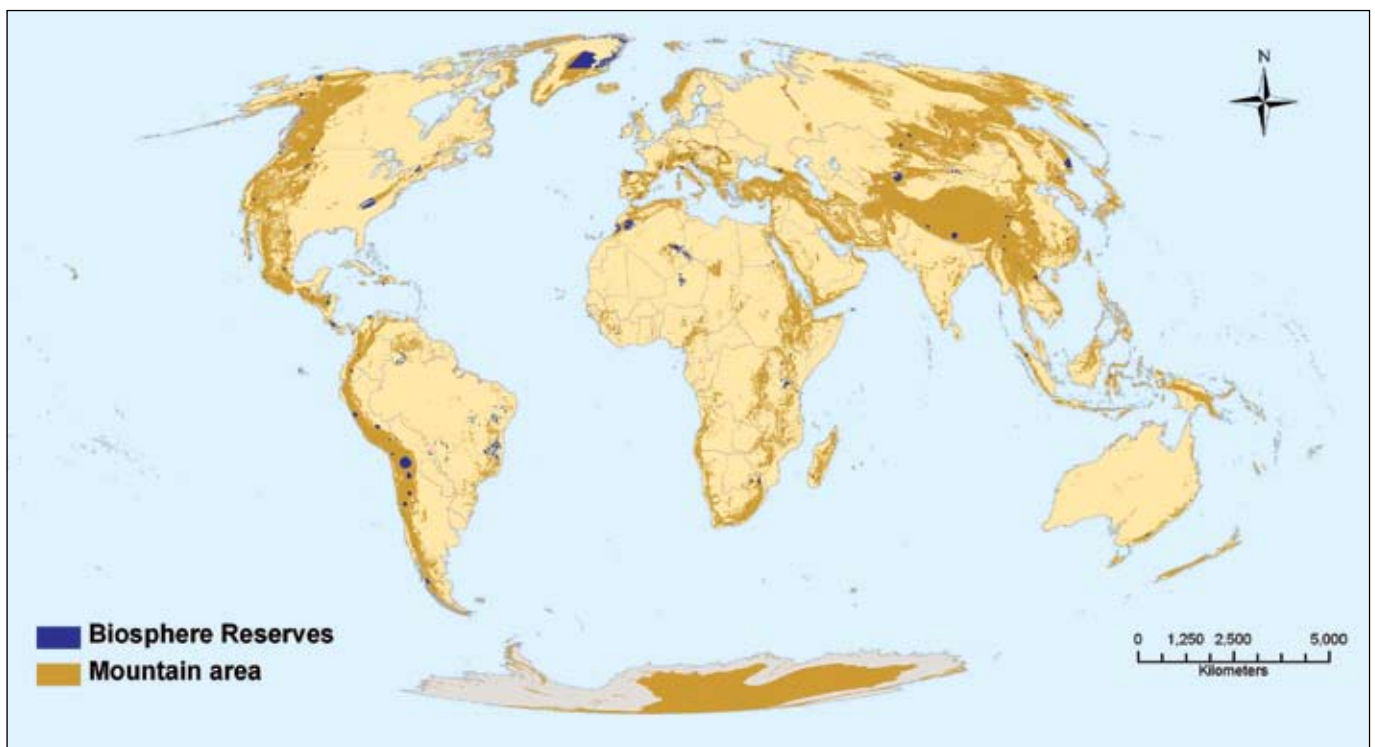 N
Biosphere Reserves
Mountain area
0 1,250 2,500 5,000
Kilometers